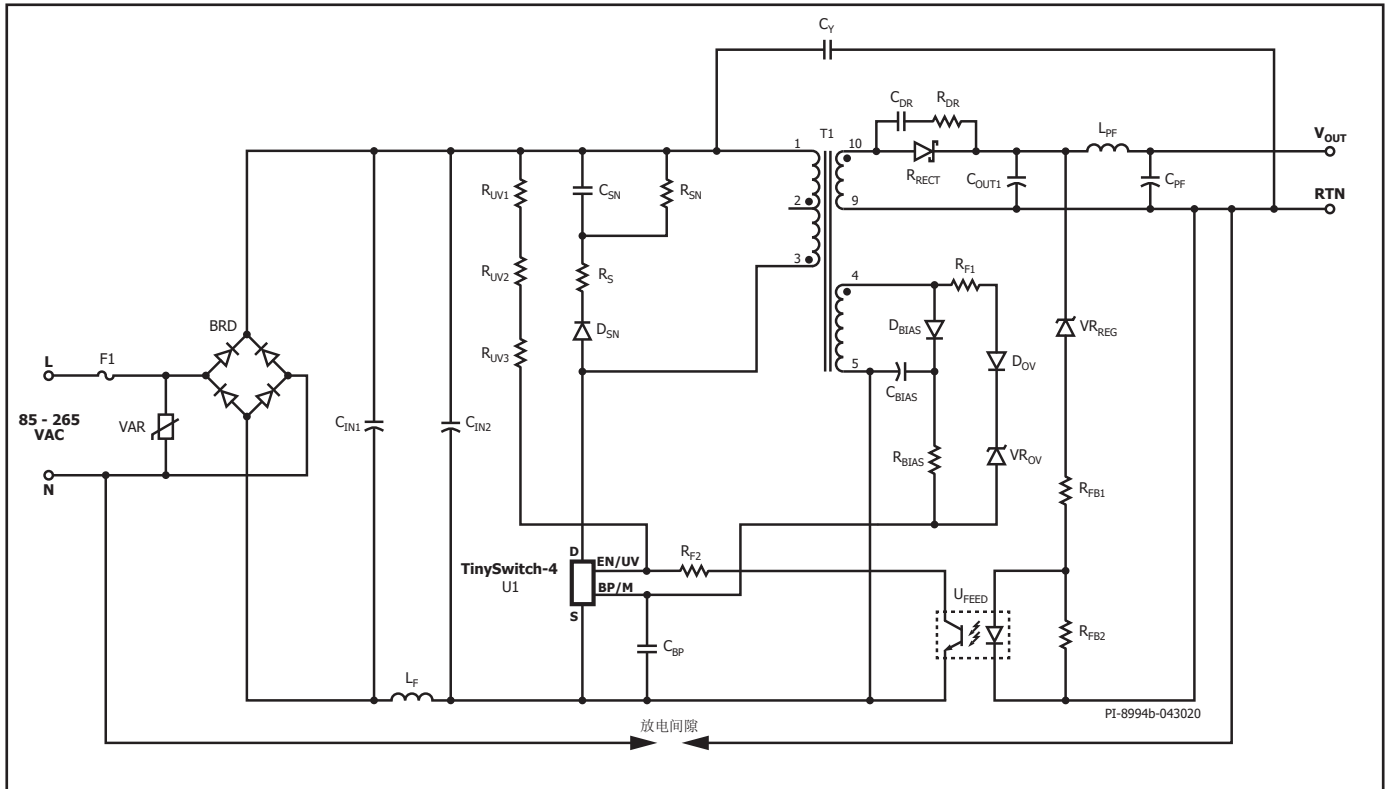 C_Y
C_DR R_DR
T1
L_PF
V_OUT
1 10
R_UV1 C_SN R_SN
R_RECT C_OUT1 C_PF
2
RTN
9
3
R_UV2 R_S
4 R_F1
BRD
D_SN
D_BIAS
VR_REG
L F1
R_UV3
5
D_OV
C_BIAS
85 - 265
VAC
VAR
C_IN1 C_IN2
R_BIAS VR_OV
N
R_FB1
D
EN/UV
R_F2
TinySwitch-4
U1
BP/M
S
U_FEED
R_FB2
C_BP
L_F
PI-8994b-043020
放电间隙